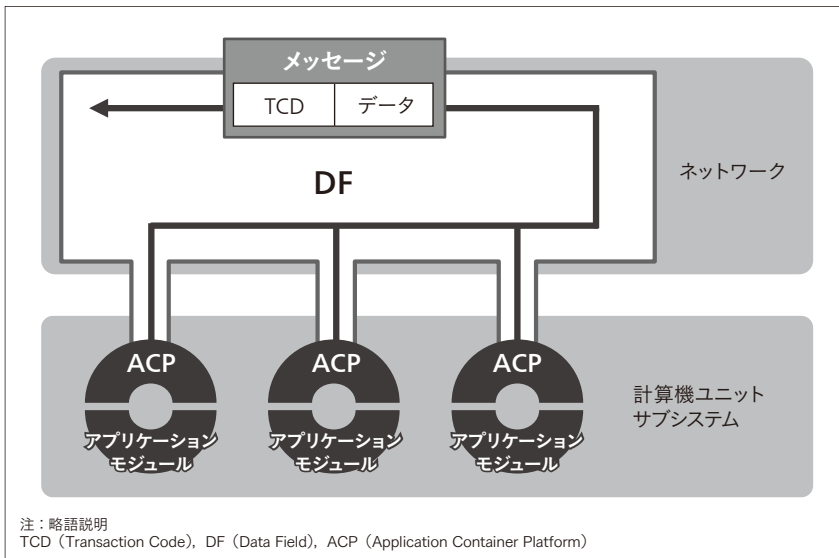 メッセージ
TCD
データ
DF
ネットワーク
ACP
アプリケーション
モジュール
ACP
アプリケーション
モジュール
ACP
アプリケーション
モジュール
計算機ユニット
サブシステム
注：略語説明
TCD（Transaction Code），DF（Data Field），ACP（Application Container Platform）